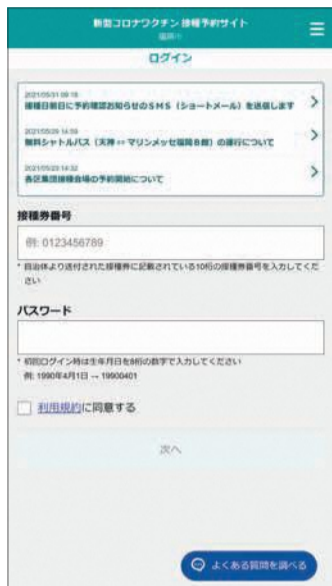 新型コロナワクチン 接種予約サイト
福岡市
ログイン
2021/05/31 09:18
接種日前日に予約確認お知らせのSMS（ショートメール）を送信します
2021/05/29 14:59
無料シャトルバス（天神⇔マリンメッセ福岡B館）の運行について
2021/05/29 14:32
各区集団接種会場の予約開始について
接種券番号
例: 0123456789
* 自治体より送付された接種券に記載されている10桁の接種券番号を入力してくだ
さい
パスワード
* 初回ログイン時は生年月日を8桁の数字で入力してください
例: 1990年4月1日 → 19900401
利用規約に同意する
次へ
よくある質問を調べる